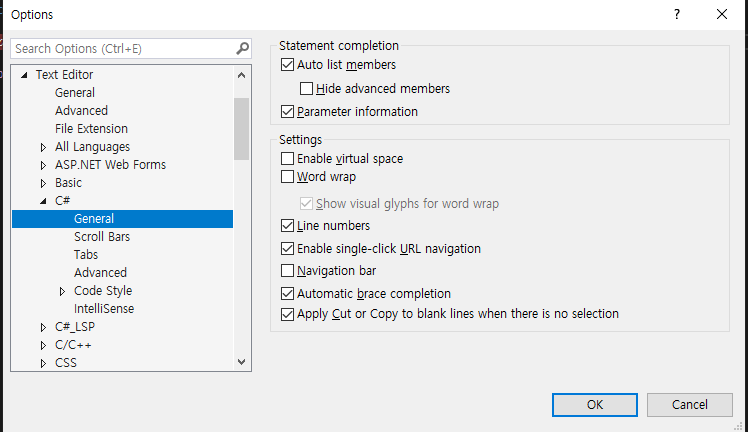 Options
Search Options (Ctrl+E)
Text Editor
General
Advanced
File Extension
All Languages
ASP.NET Web Forms
Basic
C#
General
Scroll Bars
Tabs
Advanced
Code Style
IntelliSense
C#_LSP
C/C++
CSS
Statement completion
Auto list members
Hide advanced members
Parameter information
Settings
Enable virtual space
Word wrap
Show visual glyphs for word wrap
Line numbers
Enable single-click URL navigation
Navigation bar
Automatic brace completion
Apply Cut or Copy to blank lines when there is no selection
OK
Cancel